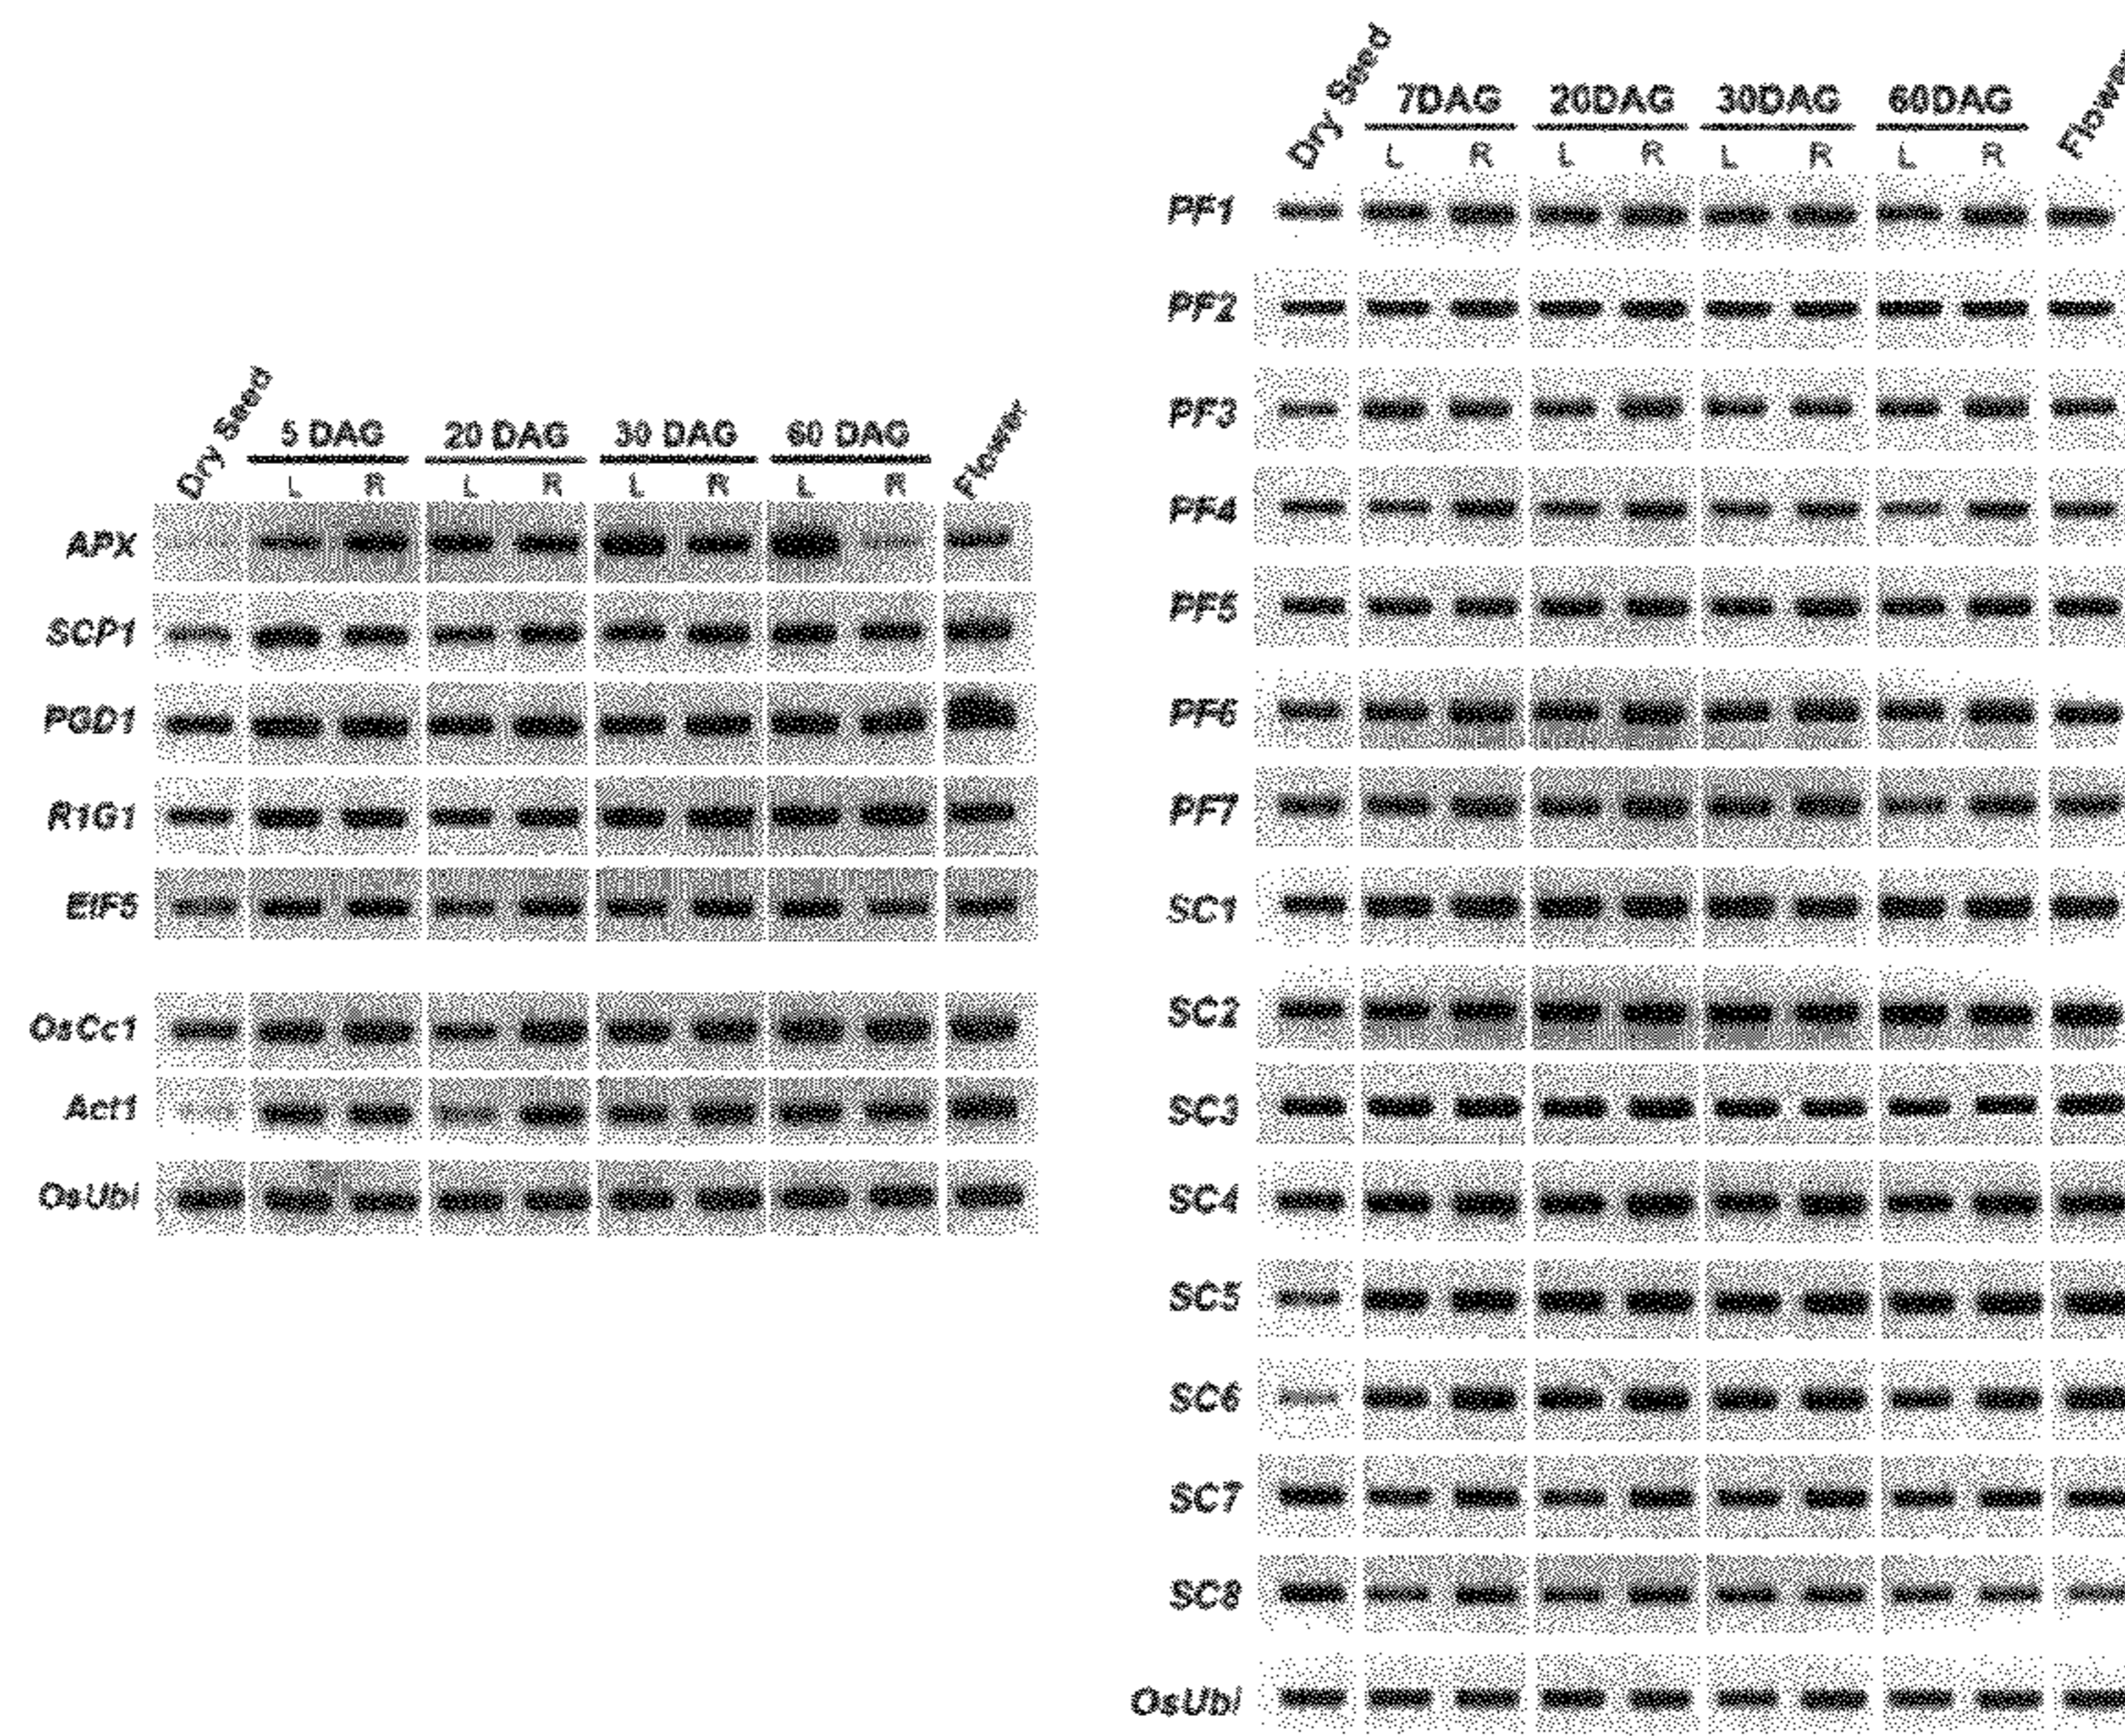 Dry Seed 5 DAG 20 DAG 30 DAG 60 DAG Flower
L R L R L R L R
APX
SCP1
PGD1
R1G1
EIF5
OsCc1
Act1
OsUbi
Dry Seed 7DAG 20DAG 30DAG 60DAG
L R L R L R L R
PF1
PF2
PF3
PF4
PF5
PF6
PF7
SC1
SC2
SC3
SC4
SC5
SC6
SC7
SC8
OsUbi